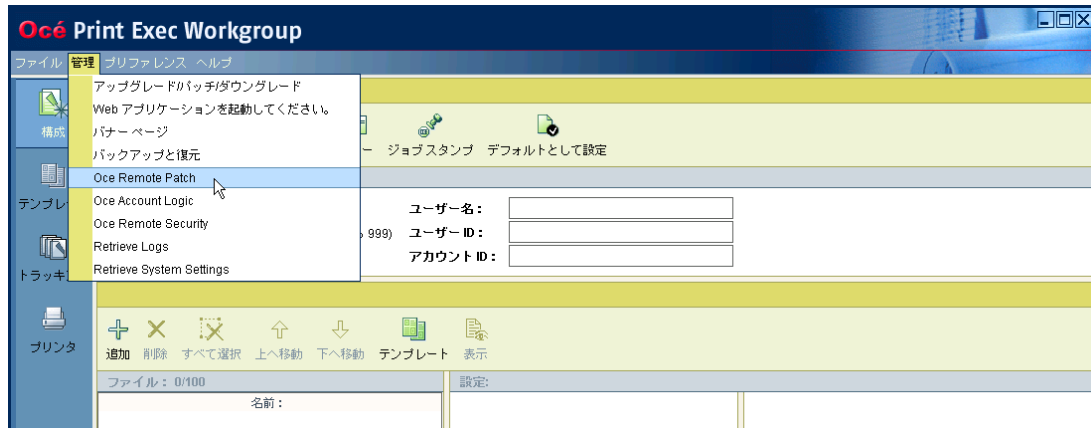 Océ Print Exec Workgroup
ファイル 管理 プリファレンス ヘルプ
アップグレード/パッチ/ダウングレード
Web アプリケーションを起動してください。
バナー ページ
バックアップと復元
Oce Remote Patch
Oce Account Logic
Oce Remote Security
Retrieve Logs
Retrieve System Settings
構成
テンプレ
トラッキ
プリンタ
ー ジョブ スタンプ デフォルトとして設定
ユーザー名:
999) ユーザー ID:
アカウント ID:
追加 削除 すべて選択 上へ移動 下へ移動 テンプレート 表示
ファイル: 0/100 設定:
名前: